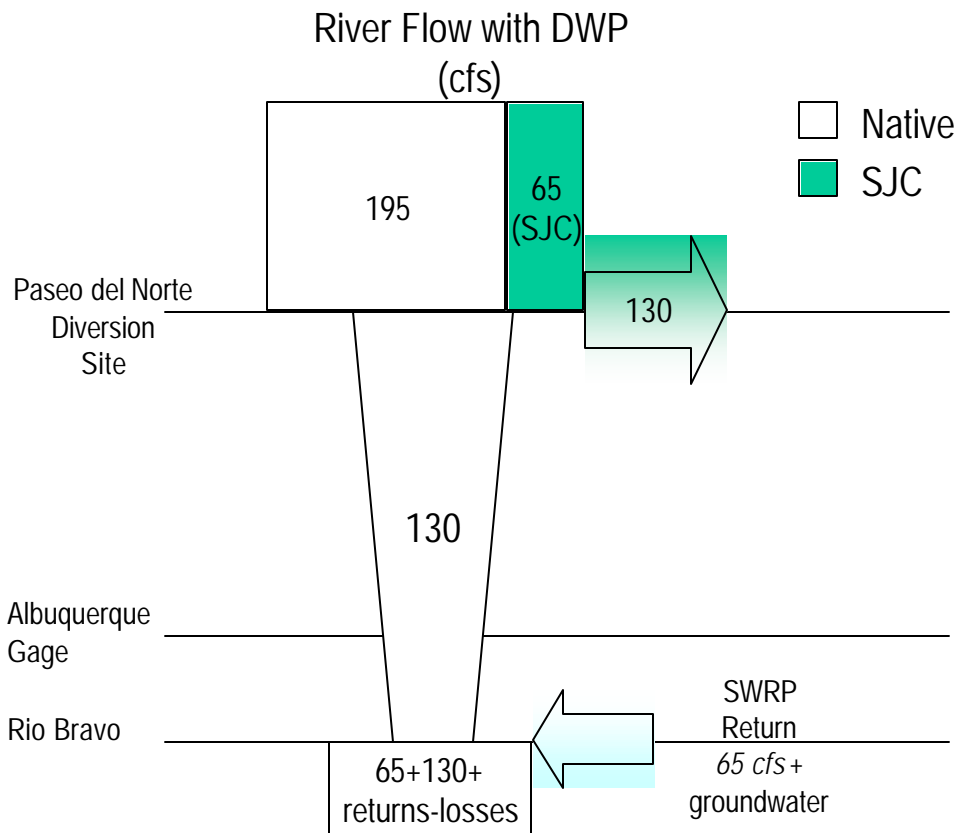 River Flow with DWP
(cfs)
Native
SJC
195
65
(SJC)
130
Paseo del Norte
Diversion
Site
130
Albuquerque
Gage
Rio Bravo
SWRP
Return
65 cfs +
groundwater
65+130+
returns-losses